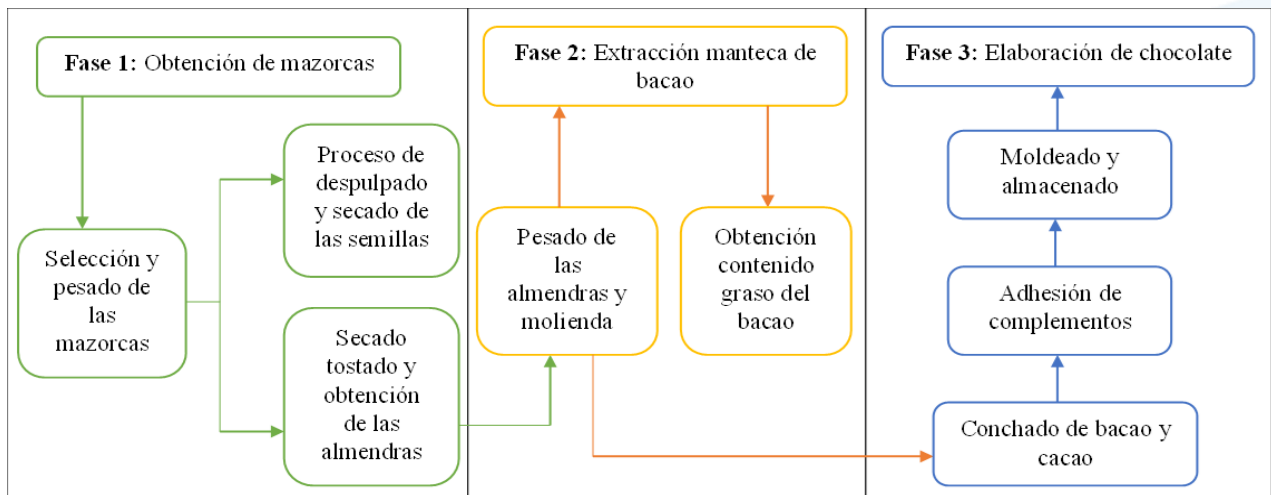 Fase 1: Obtención de mazorcas
Selección y
pesado de
las
mazorcas
Proceso de
despulpado
y secado de
las semillas
Secado
tostado y
obtención
de las
almendras
Fase 2: Extracción manteca de
bacao
Pesado de
las
almendras y
molienda
Obtención
contenido
graso del
bacao
Fase 3: Elaboración de chocolate
Moldeado y
almacenado
Adhesión de
complementos
Conchado de bacao y
cacao